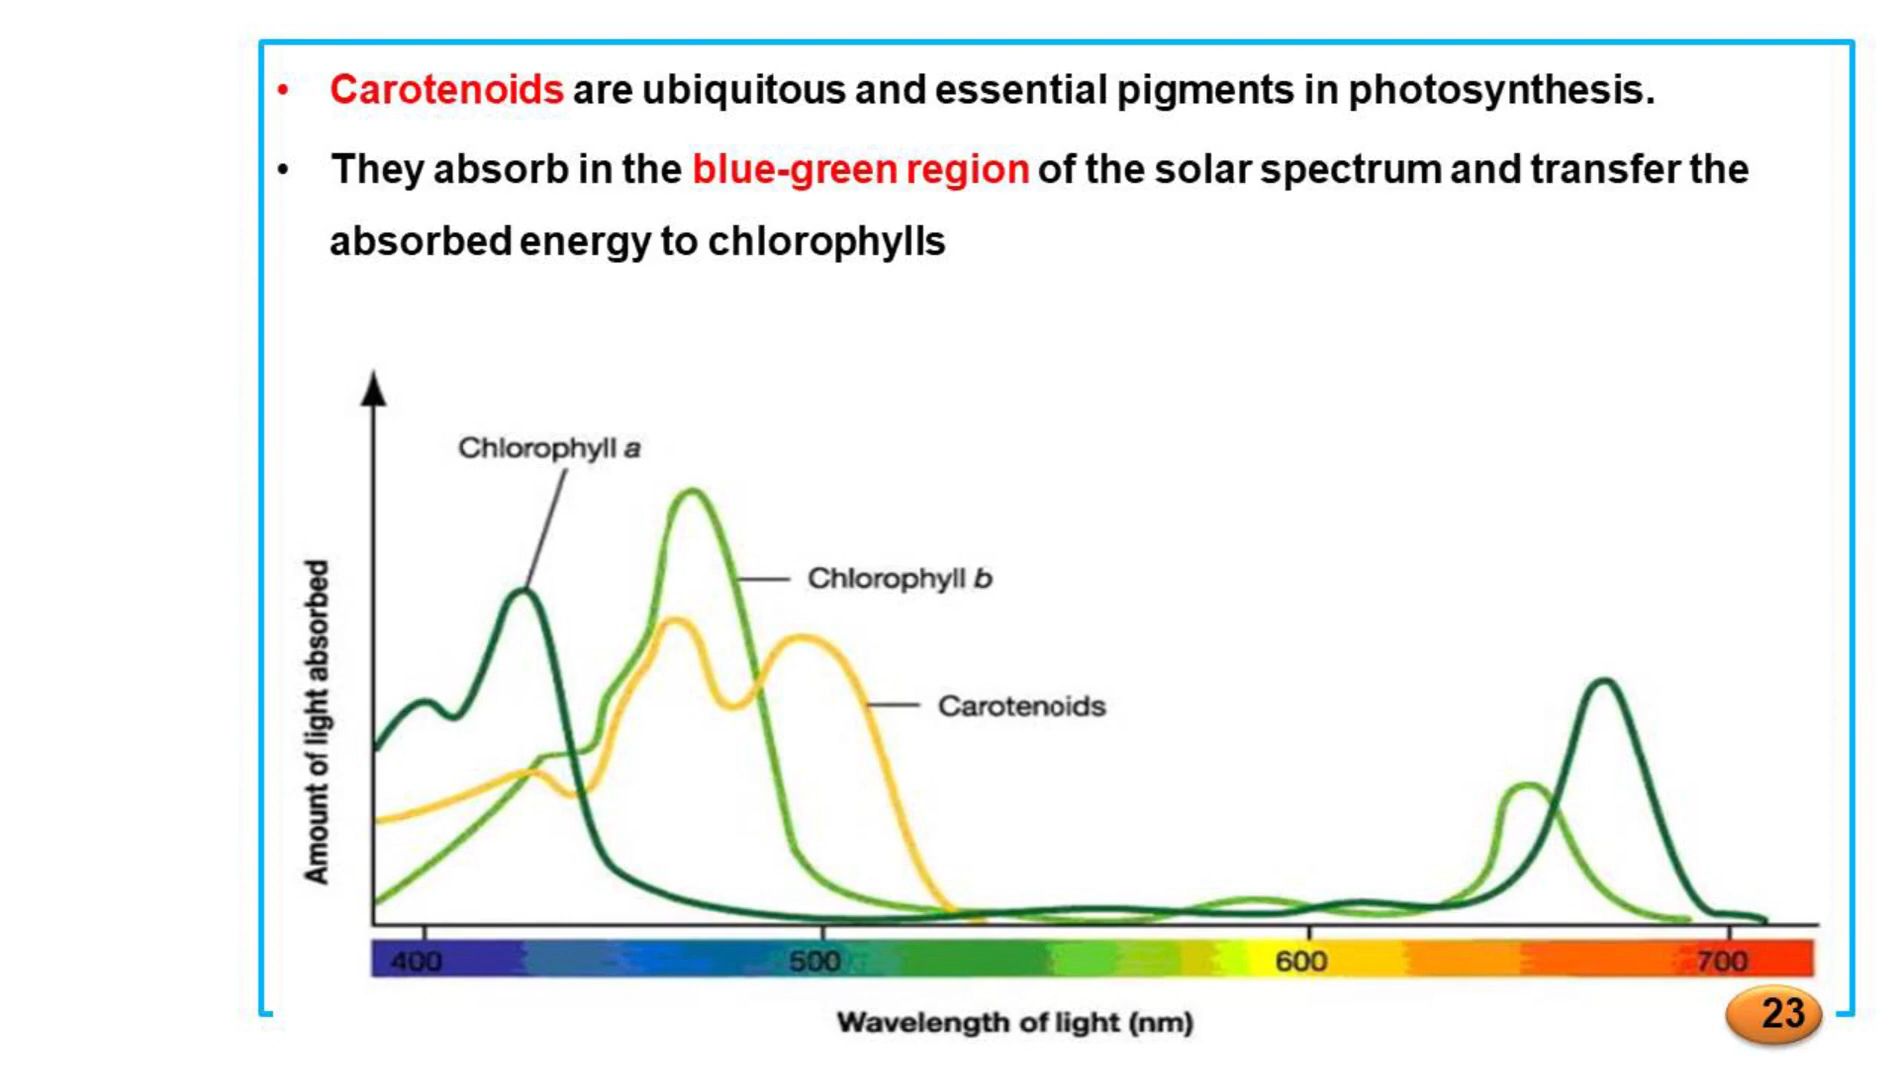 • Carotenoids are ubiquitous and essential pigments in photosynthesis.
• They absorb in the blue-green region of the solar spectrum and transfer the
absorbed energy to chlorophylls
Chlorophyll a
Chlorophyll b
Carotenoids
Amount of light absorbed
400 500 600 700
Wavelength of light (nm)
23